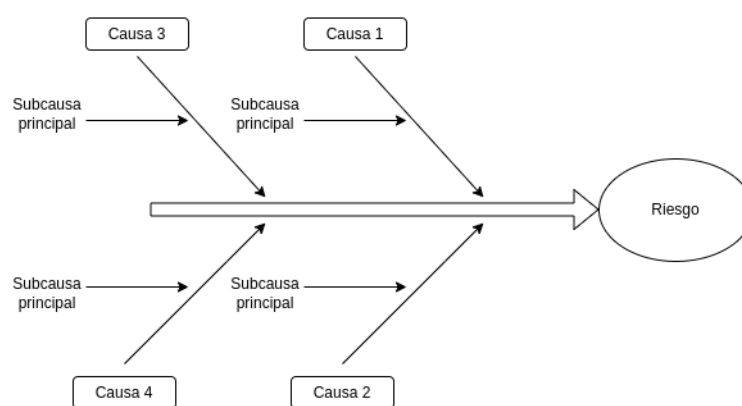 Causa 3
Causa 1
Subcausa
principal
Subcausa
principal
Riesgo
Subcausa
principal
Subcausa
principal
Causa 4
Causa 2